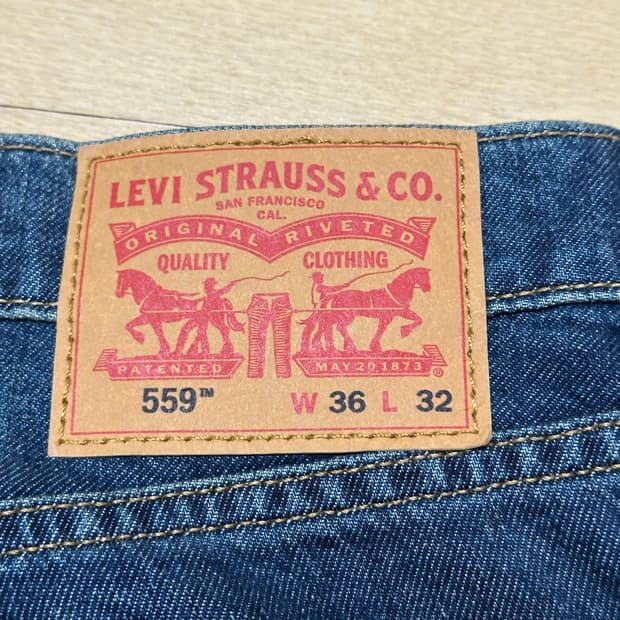 LEVI STRAUSS & CO.
SAN FRANCISCO
CAL.
ORIGINAL RIVETED
QUALITY CLOTHING
PATENTED MAY 20 1873 ®
559™ W 36 L 32